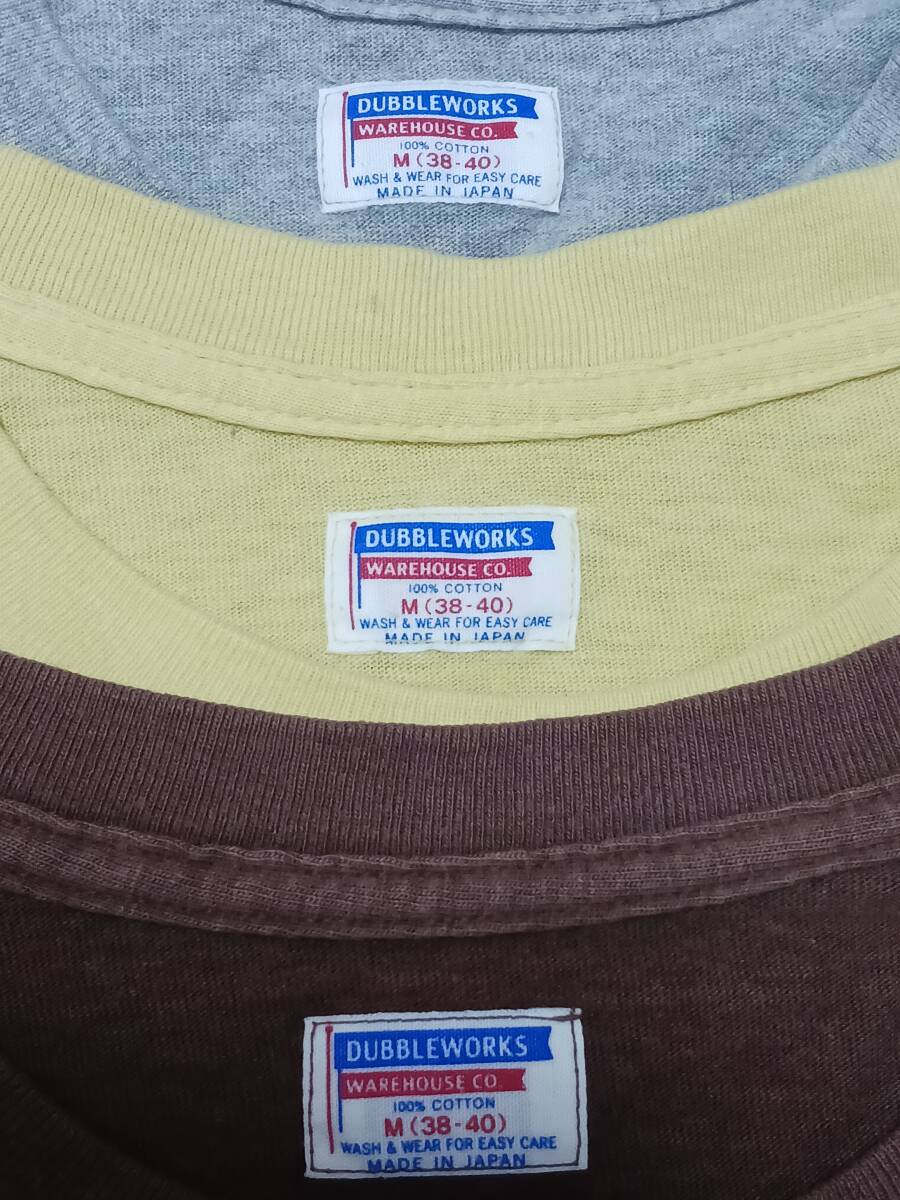 DUBBLEWORKS
WAREHOUSE CO.
100% COTTON
M (38-40)
WASH & WEAR FOR EASY CARE
MADE IN JAPAN
DUBBLEWORKS
WAREHOUSE CO.
100% COTTON
M (38-40)
WASH & WEAR FOR EASY CARE
MADE IN JAPAN
DUBBLEWORKS
WAREHOUSE CO.
100% COTTON
M (38-40)
WASH & WEAR FOR EASY CARE
MADE IN JAPAN